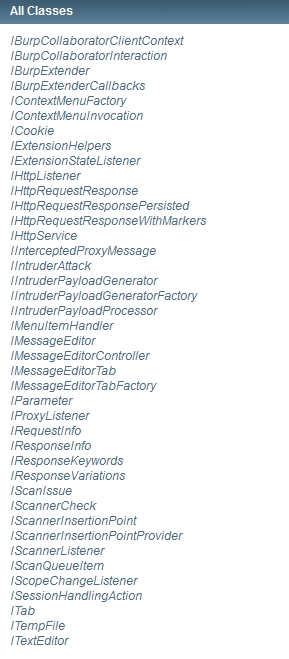 All Classes
IBurpCollaboratorClientContext
IBurpCollaboratorInteraction
IBurpExtender
IBurpExtenderCallbacks
IContextMenuFactory
IContextMenuInvocation
ICookie
IExtensionHelpers
IExtensionStateListener
IHttpListener
IHttpRequestResponse
IHttpRequestResponsePersisted
IHttpRequestResponseWithMarkers
IHttpService
IInterceptedProxyMessage
IIntruderAttack
IIntruderPayloadGenerator
IIntruderPayloadGeneratorFactory
IIntruderPayloadProcessor
IMenuItemHandler
IMessageEditor
IMessageEditorController
IMessageEditorTab
IMessageEditorTabFactory
IParameter
IProxyListener
IRequestInfo
IResponseInfo
IResponseKeywords
IResponseVariations
IScanIssue
IScannerCheck
IScannerInsertionPoint
IScannerInsertionPointProvider
IScannerListener
IScanQueueItem
IScopeChangeListener
ISessionHandlingAction
ITab
ITempFile
ITextEditor